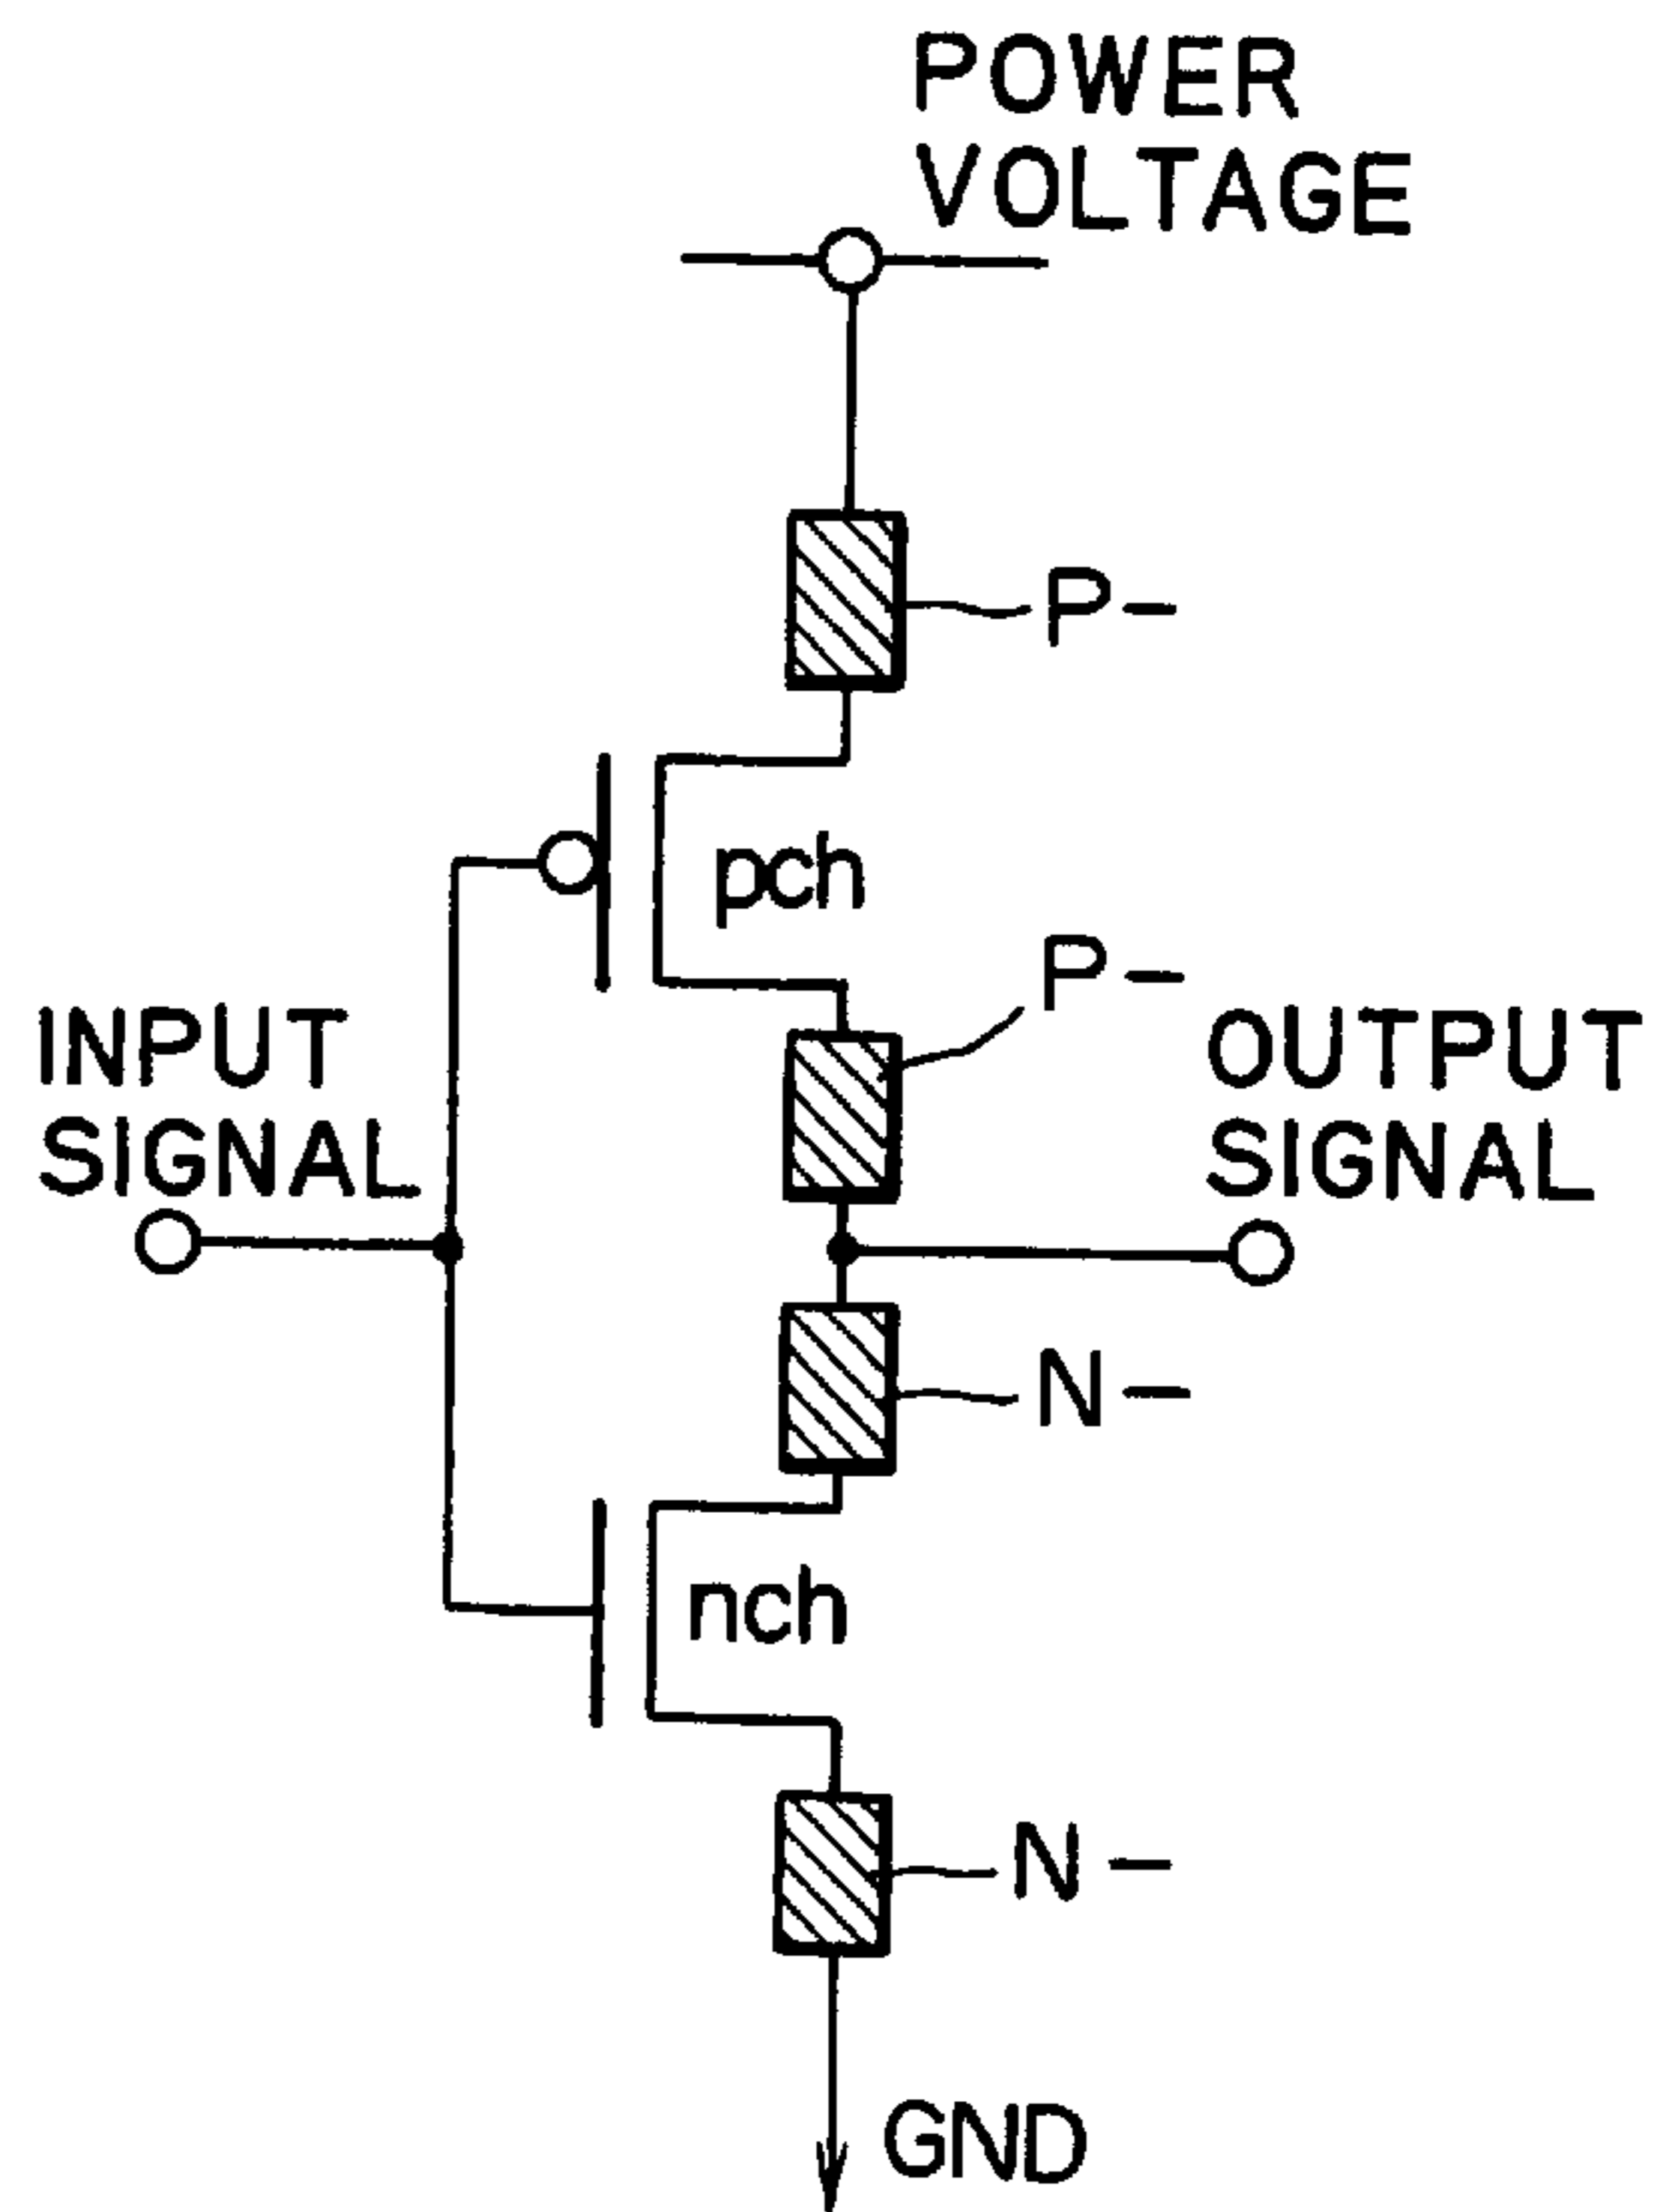 POWER
VOLTAGE
P-
pch
P-
INPUT
SIGNAL
OUTPUT
SIGNAL
N-
nch
N-
GND